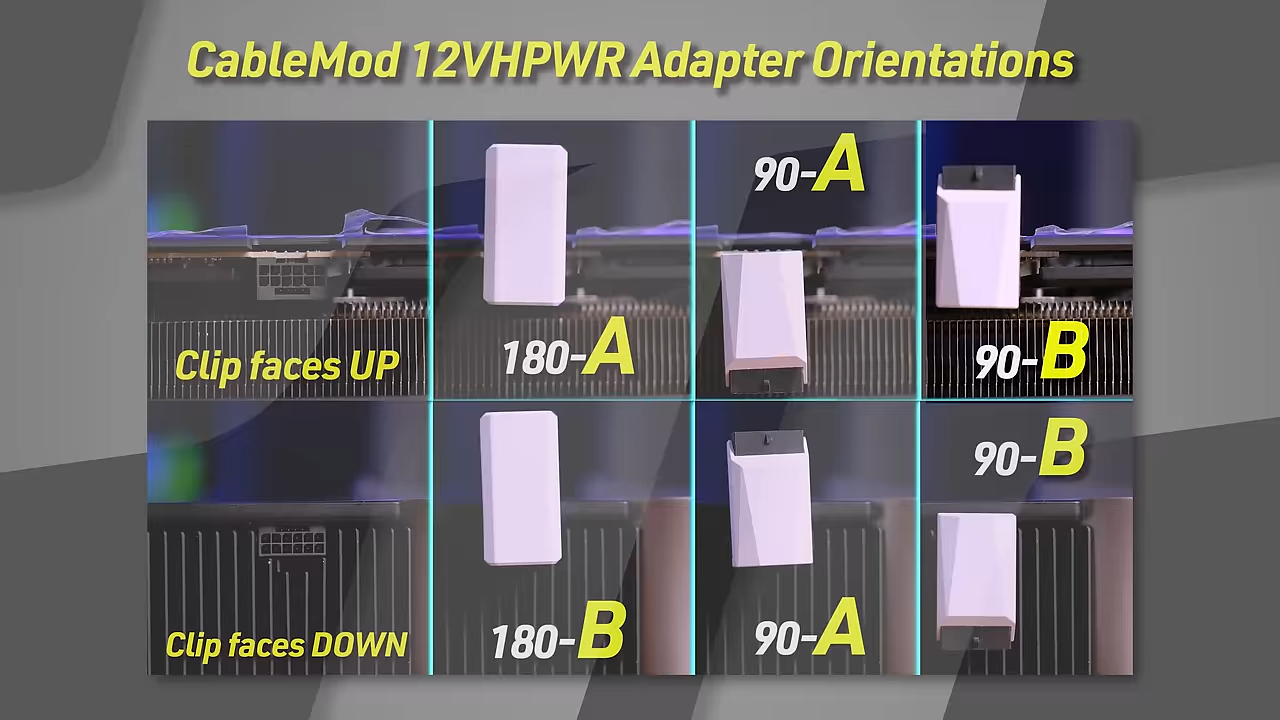 CableMod 12VHPWR Adapter Orientations
90-A
Clip faces UP
180-A
90-B
90-B
Clip faces DOWN
180-B
90-A